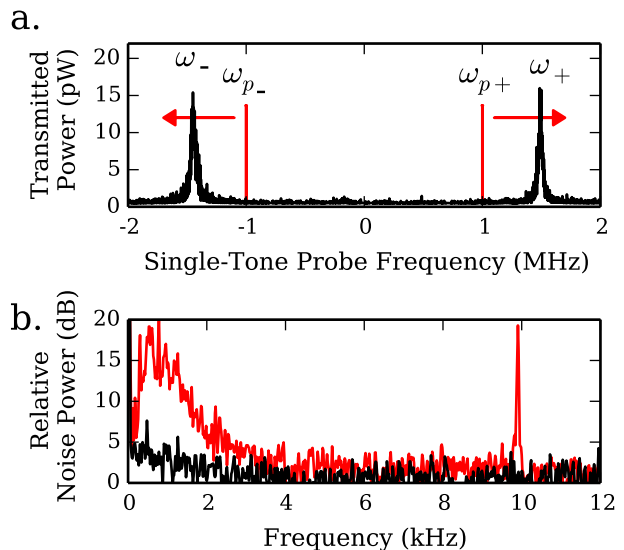 a.
Transmitted
Power (pW)
20
15
10
5
0
ω-
ωp-
ωp+
ω+
-2 -1 0 1 2
Single-Tone Probe Frequency (MHz)
b.
Relative
Noise Power (dB)
20
15
10
5
0
0 2 4 6 8 10 12
Frequency (kHz)